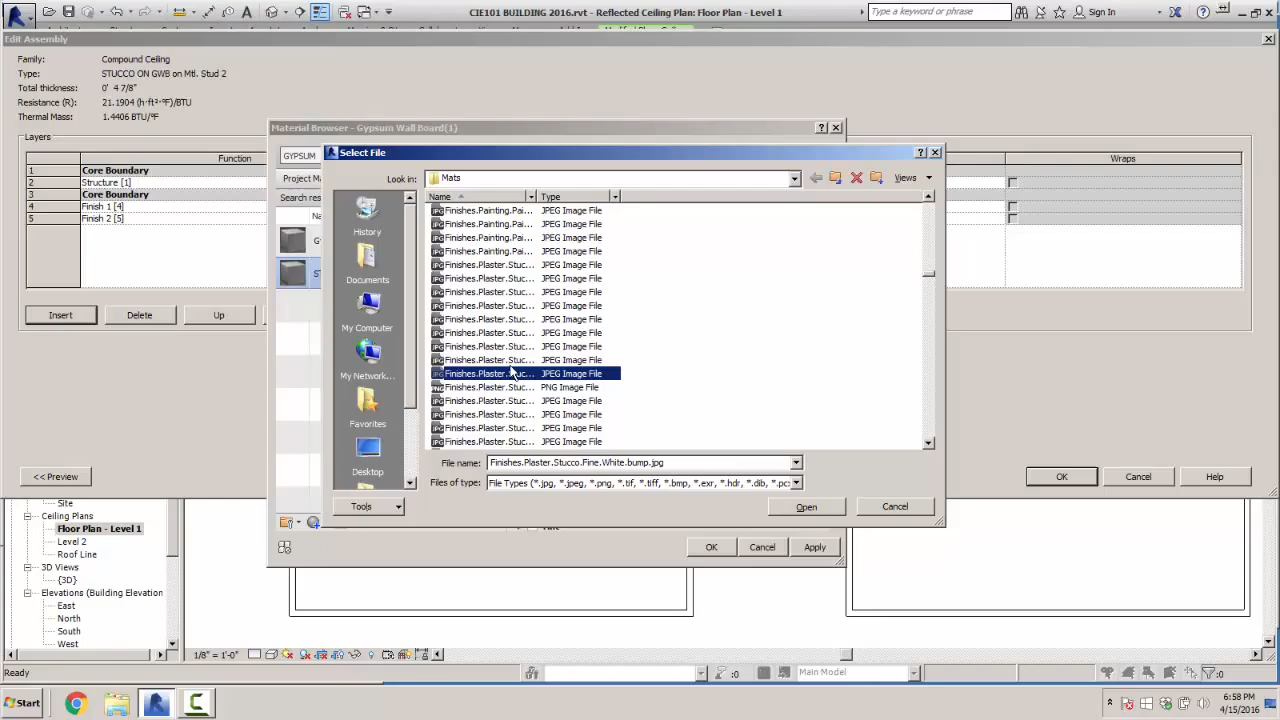 CIE101 BUILDING 2016.rvt - Reflected Ceiling Plan: Floor Plan - Level 1
Type a keyword or phrase
Sign In
Edit Assembly
Family:
Compound Ceiling
Type:
STUCCO ON GWB on Mtl. Stud 2
Total thickness:
0' 4 7/8"
Resistance (R):
21.1904 (h·ft²·°F)/BTU
Thermal Mass:
1.4406 BTU/°F
Layers
Function
Wraps
1 Core Boundary
2 Structure [1]
3 Core Boundary
4 Finish 1 [4]
5 Finish 2 [5]
Insert
Delete
Up
<< Preview
OK
Cancel
Help
Material Browser - Gypsum Wall Board(1)
GYPSUM
Project M
Search res
Na
G
ST
Select File
Look in:
Mats
Views
Name
Type
Finishes.Painting.Pai... JPEG Image File
Finishes.Painting.Pai... JPEG Image File
Finishes.Painting.Pai... JPEG Image File
Finishes.Painting.Pai... JPEG Image File
Finishes.Plaster.Stuc... JPEG Image File
Finishes.Plaster.Stuc... JPEG Image File
Finishes.Plaster.Stuc... JPEG Image File
Finishes.Plaster.Stuc... JPEG Image File
Finishes.Plaster.Stuc... JPEG Image File
Finishes.Plaster.Stuc... JPEG Image File
Finishes.Plaster.Stuc... JPEG Image File
Finishes.Plaster.Stuc... JPEG Image File
Finishes.Plaster.Stuc... JPEG Image File
Finishes.Plaster.Stuc... PNG Image File
Finishes.Plaster.Stuc... JPEG Image File
Finishes.Plaster.Stuc... JPEG Image File
Finishes.Plaster.Stuc... JPEG Image File
Finishes.Plaster.Stuc... JPEG Image File
History
Documents
My Computer
My Network...
Favorites
Desktop
File name:
Finishes.Plaster.Stucco.Fine.White.bump.jpg
Files of type:
File Types (*.jpg, *.jpeg, *.png, *.tif, *.tiff, *.bmp, *.exr, *.hdr, *.dib, *.pc
Tools
Open
Cancel
OK
Cancel
Apply
Site
Ceiling Plans
Floor Plan - Level 1
Level 2
Roof Line
3D Views
{3D}
Elevations (Building Elevation
East
North
South
West
1/8" = 1'-0"
Ready
:0
Main Model
:0
Start
6:58 PM
4/15/2016